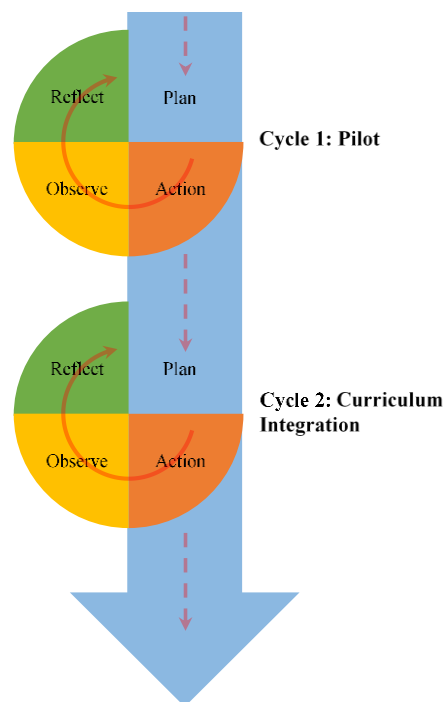 Reflect
Plan
Cycle 1: Pilot
Observe
Action
Reflect
Plan
Cycle 2: Curriculum
Integration
Observe
Action